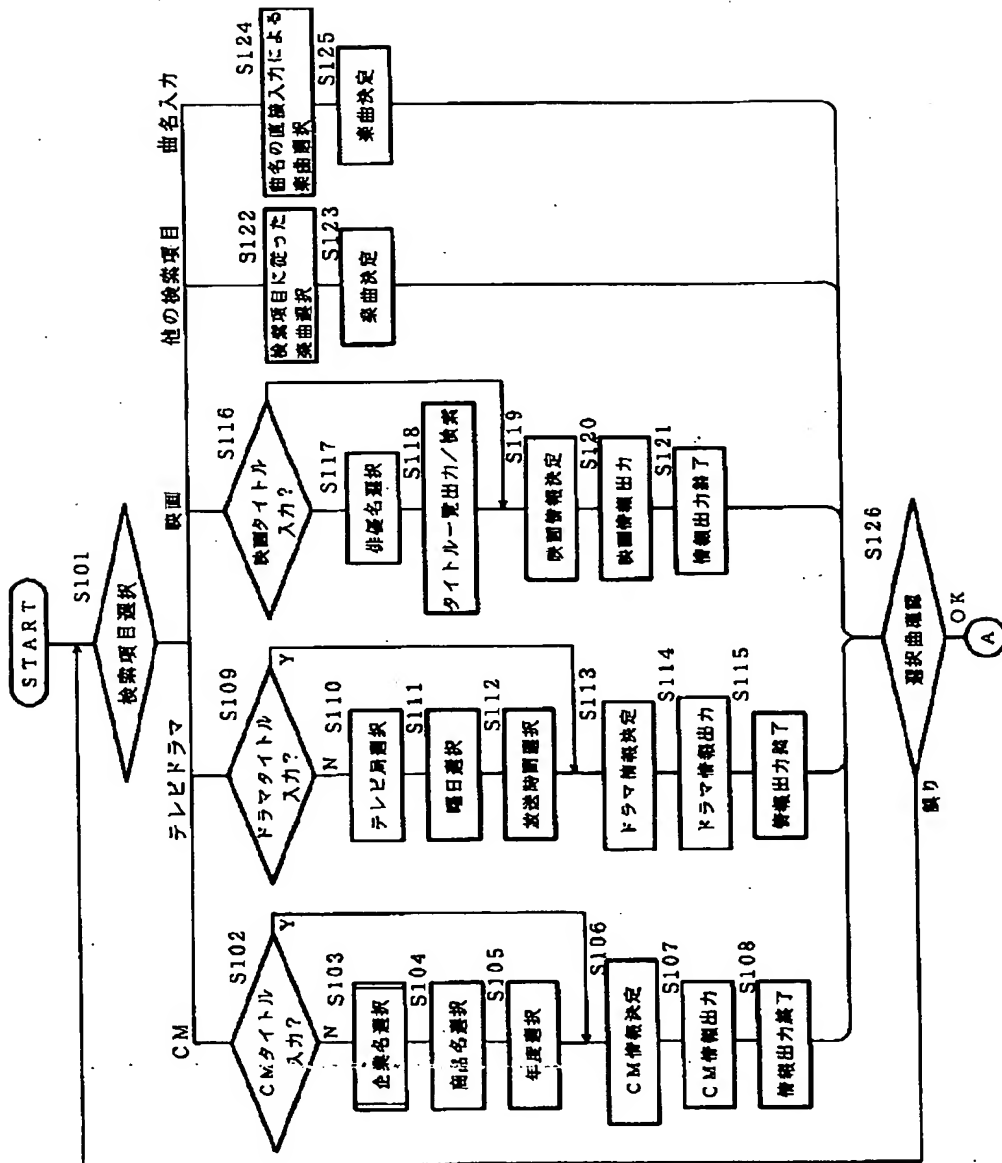 START
S101
検索項目選択
CM
S102
CMタイトル
入力?
Y
N
S103
企業名選択
S104
商品名選択
S105
年度選択
S106
CM情報決定
S107
CM情報出力
S108
情報出力終了
テレビドラマ
S109
ドラマタイトル
入力?
Y
N
S110
テレビ局選択
S111
曜日選択
S112
放送時間選択
S113
ドラマ情報決定
S114
ドラマ情報出力
S115
情報出力終了
映画
S116
映画タイトル
入力?
S117
俳優名選択
S118
タイトル一覧出力/検索
S119
映画情報決定
S120
映画情報出力
S121
情報出力終了
他の検索項目
S122
検索項目に従った
楽曲選択
S123
楽曲決定
曲名入力
S124
曲名の直接入力による
楽曲選択
S125
楽曲決定
S126
選択曲確認
誤り
OK
A